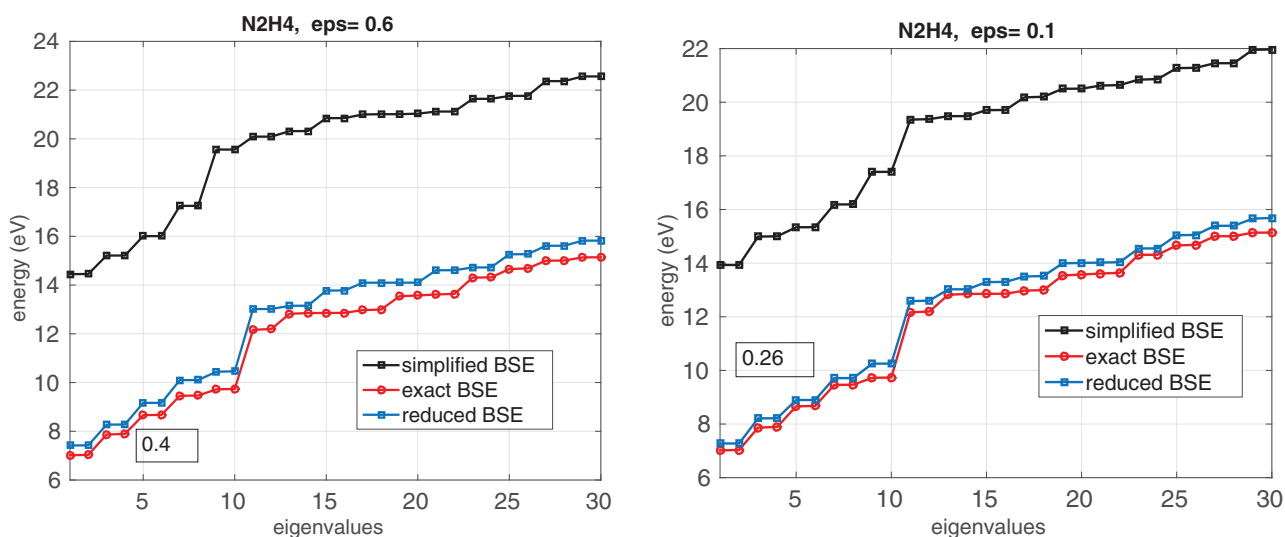 N2H4, eps= 0.6
24
22
20
18
16
14
12
10
8
6
energy (eV)
simplified BSE
exact BSE
reduced BSE
0.4
5
10
15
20
25
30
eigenvalues
N2H4, eps= 0.1
22
20
18
16
14
12
10
8
6
energy (eV)
simplified BSE
exact BSE
reduced BSE
0.26
5
10
15
20
25
30
eigenvalues